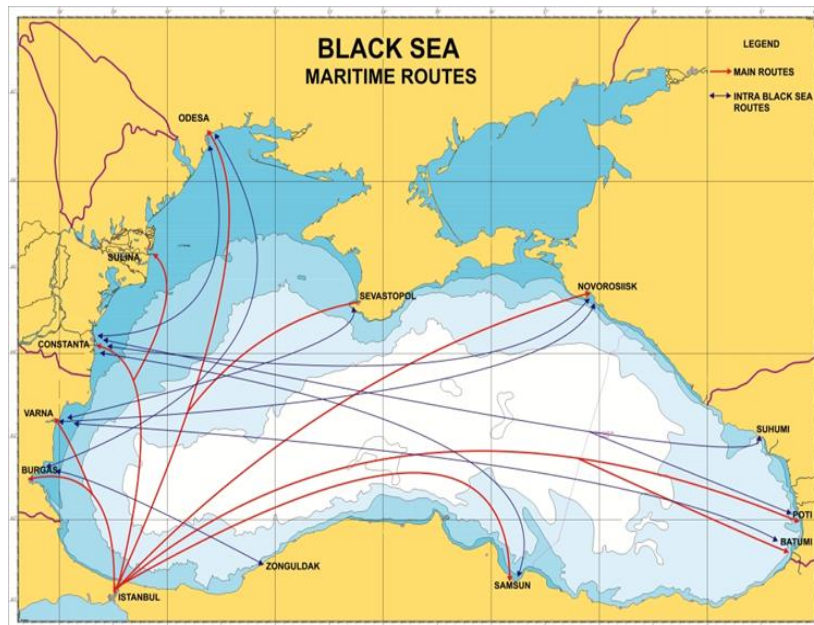 BLACK SEA
MARITIME ROUTES
LEGEND
MAIN ROUTES
INTRA BLACK SEA
ROUTES
ODESA
SULINA
SEVASTOPOL
NOVOROSIISK
CONSTANTA
VARNA
SUHUMI
BURGAS
POTI
BATUMI
ZONGULDAK
SAMSUN
ISTANBUL